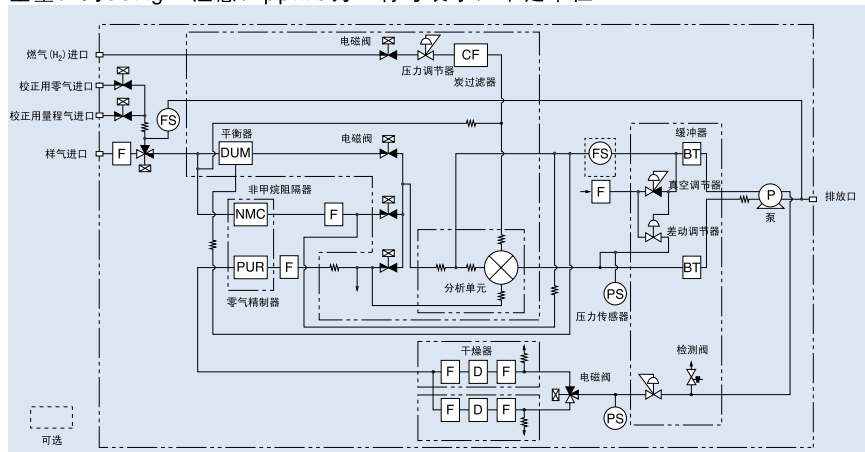 燃气(H₂)进口
电磁阀
压力调节器
CF
炭过滤器
校正用零气进口
校正用量程气进口
FS
样气进口
F
平衡器
DUM
电磁阀
FS
缓冲器
BT
F
真空调节器
P
泵
排放口
非甲烷阻隔器
NMC
F
差动调节器
PUR
F
分析单元
BT
零气精制器
PS
压力传感器
干燥器
F
D
F
电磁阀
检测阀
F
D
F
PS
可选